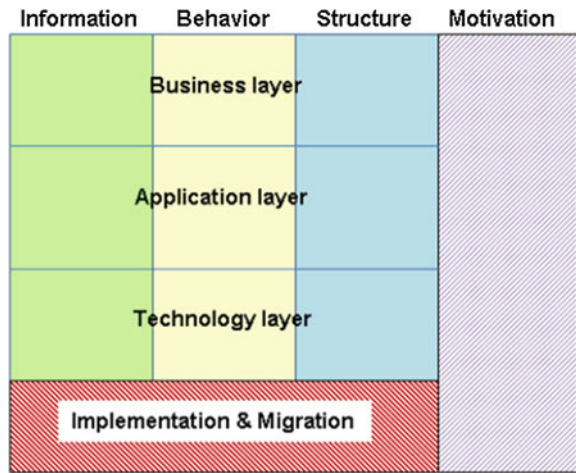 Information Behavior Structure Motivation
Business layer
Application layer
Technology layer
Implementation & Migration